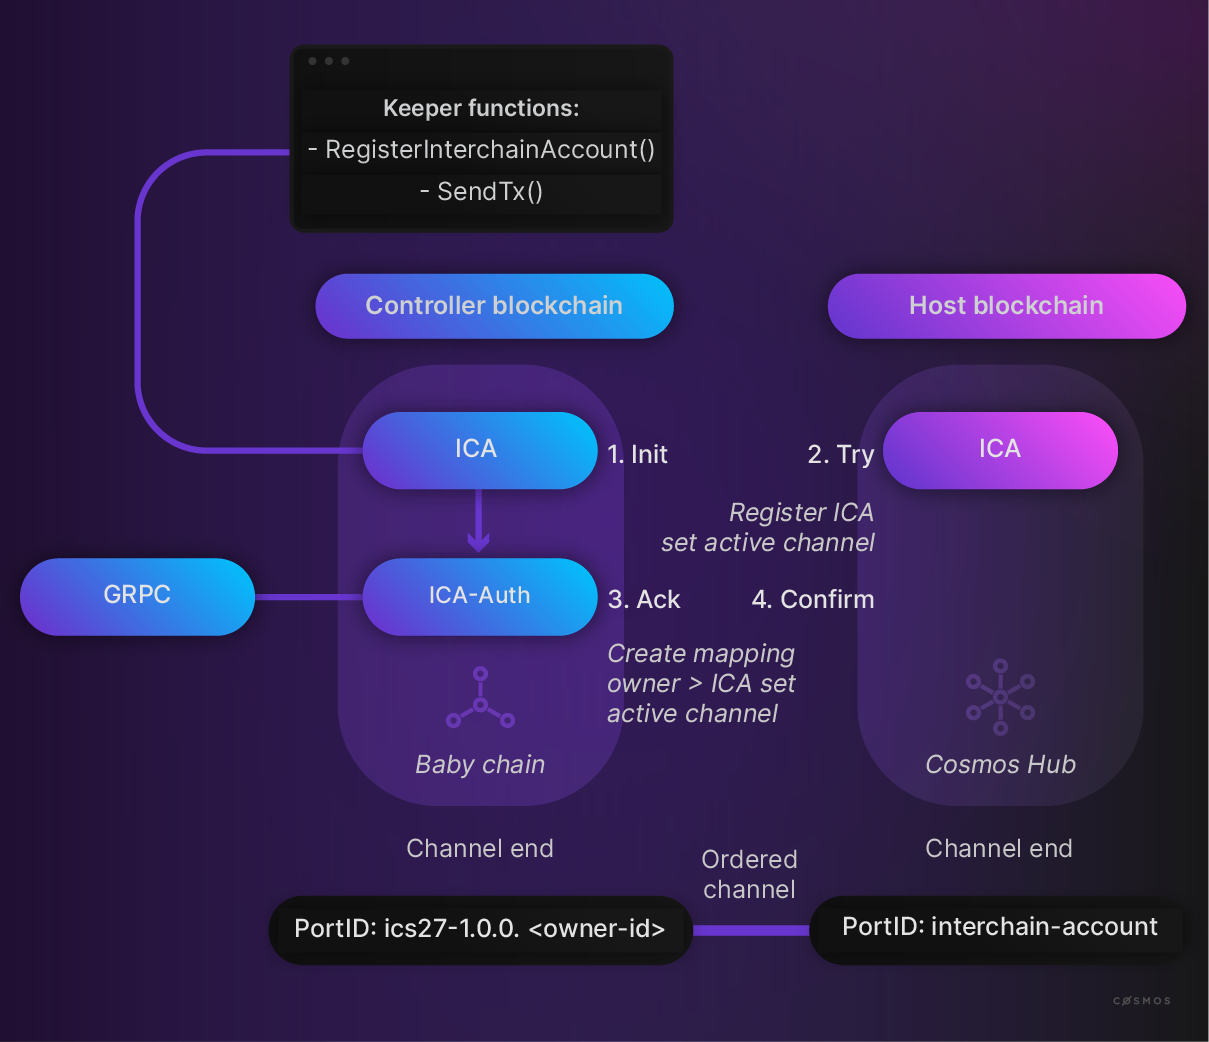 Keeper functions:
- RegisterInterchainAccount()
- SendTx()
Controller blockchain
Host blockchain
ICA
1. Init
2. Try
ICA
Register ICA
set active channel
GRPC
ICA-Auth
3. Ack
4. Confirm
Create mapping
owner > ICA set
active channel
Baby chain
Cosmos Hub
Channel end
Ordered
channel
Channel end
PortID: ics27-1.0.0. <owner-id>
PortID: interchain-account
CØSMOS